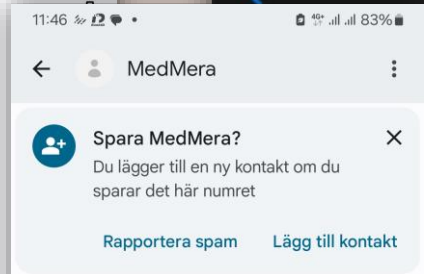 11:46
4G+ 83%
MedMera
Spara MedMera?
Du lägger till en ny kontakt om du
sparar det här numret
Rapportera spam Lägg till kontakt